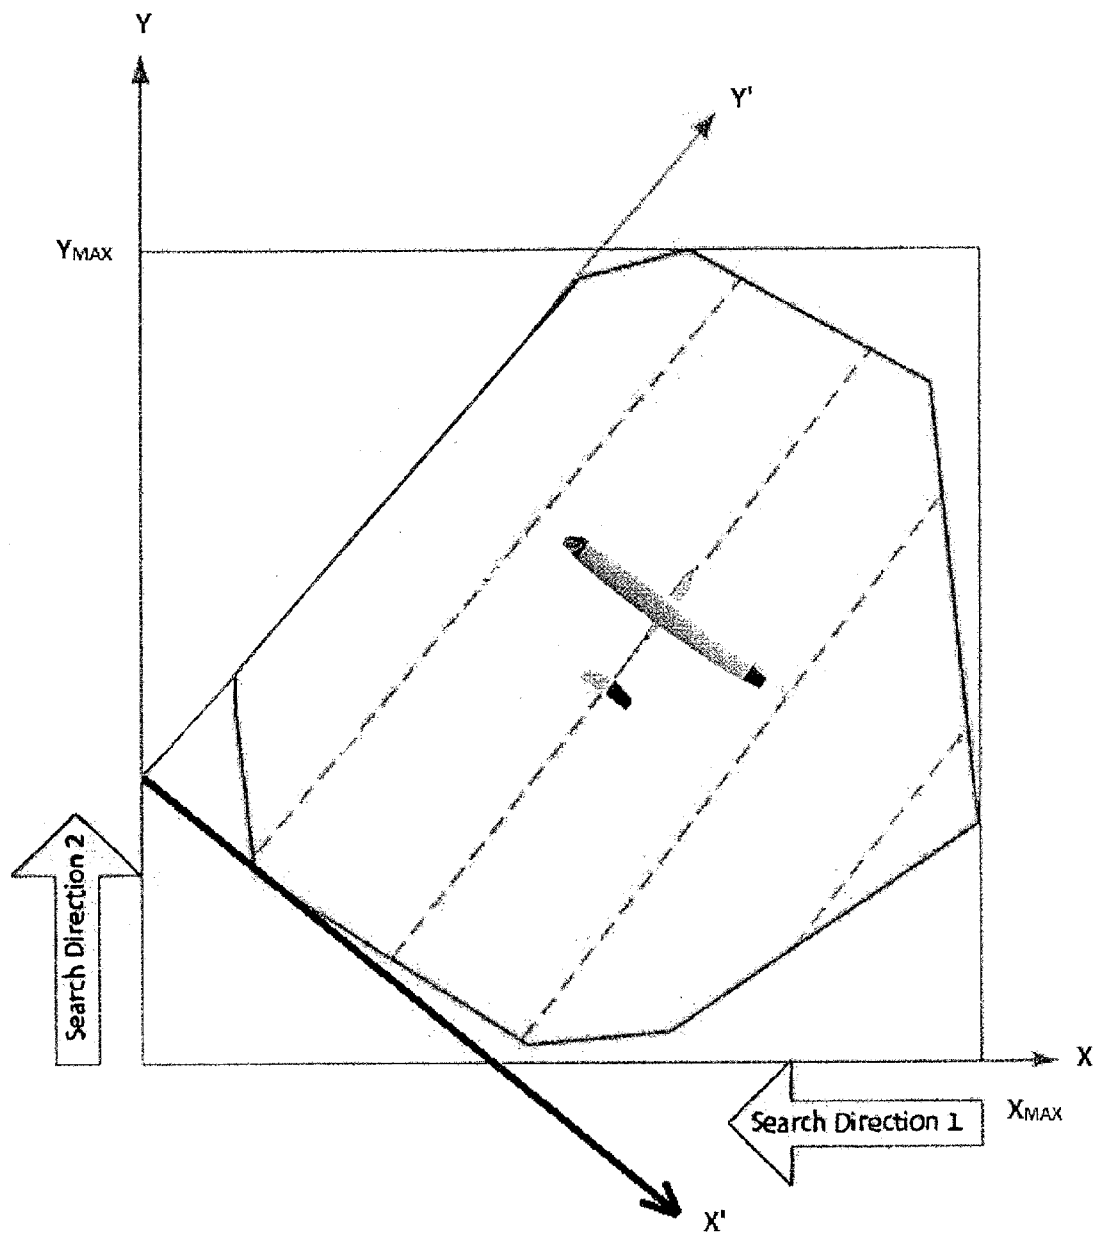 Y
Y'
YMAX
Search Direction 2
X
Search Direction 1
XMAX
X'